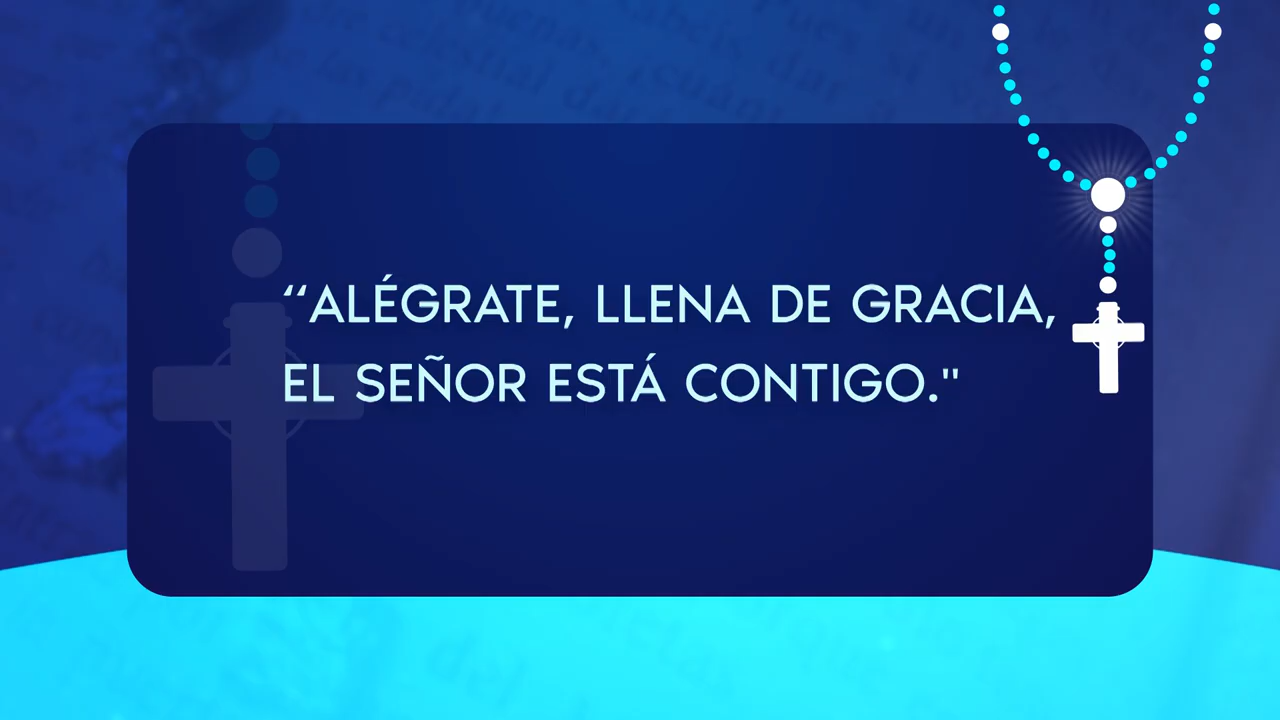 “ALÉGRATE, LLENA DE GRACIA,
EL SEÑOR ESTÁ CONTIGO."